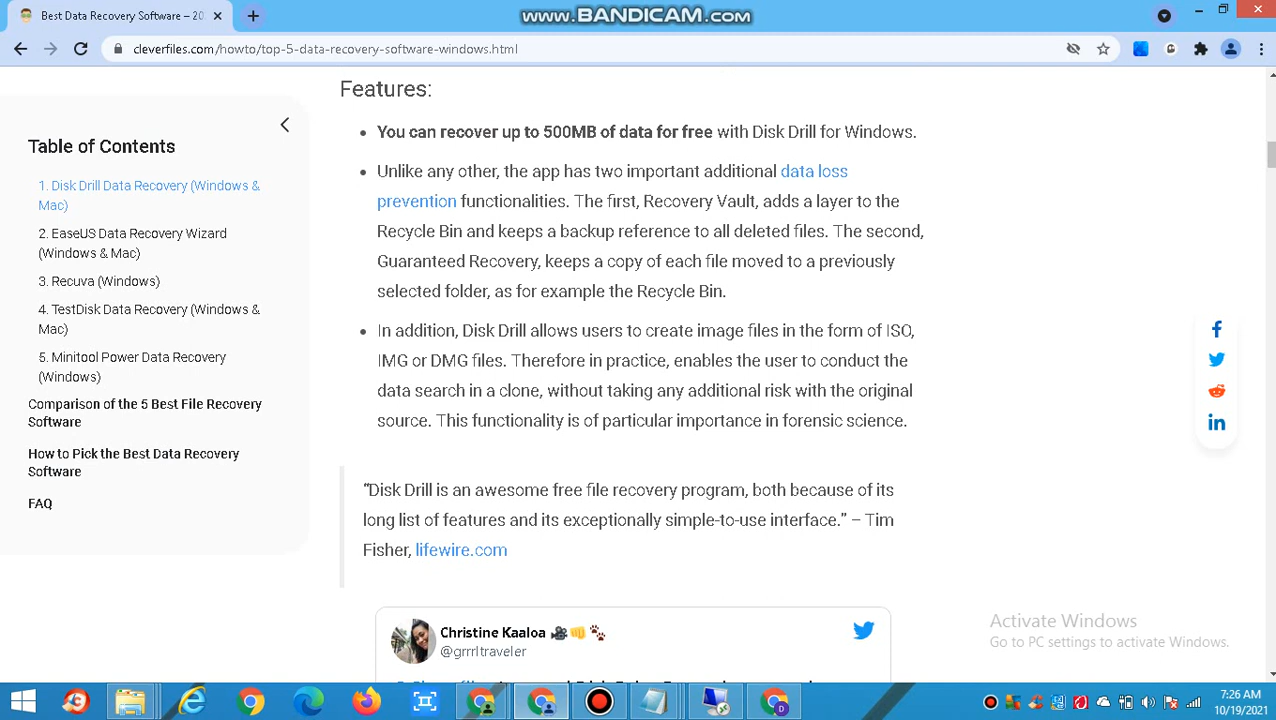 www.BANDICAM.com
Best Data Recovery Software – 20
cleverfiles.com/howto/top-5-data-recovery-software-windows.html
Table of Contents
1. Disk Drill Data Recovery (Windows &
Mac)
2. EaseUS Data Recovery Wizard
(Windows & Mac)
3. Recuva (Windows)
4. TestDisk Data Recovery (Windows &
Mac)
5. Minitool Power Data Recovery
(Windows)
Comparison of the 5 Best File Recovery
Software
How to Pick the Best Data Recovery
Software
FAQ
Features:
• You can recover up to 500MB of data for free with Disk Drill for Windows.
• Unlike any other, the app has two important additional data loss
prevention functionalities. The first, Recovery Vault, adds a layer to the
Recycle Bin and keeps a backup reference to all deleted files. The second,
Guaranteed Recovery, keeps a copy of each file moved to a previously
selected folder, as for example the Recycle Bin.
• In addition, Disk Drill allows users to create image files in the form of ISO,
IMG or DMG files. Therefore in practice, enables the user to conduct the
data search in a clone, without taking any additional risk with the original
source. This functionality is of particular importance in forensic science.
“Disk Drill is an awesome free file recovery program, both because of its
long list of features and its exceptionally simple-to-use interface.” – Tim
Fisher, lifewire.com
Christine Kaaloa 🎥👊🐾
@grrrltraveler
Activate Windows
Go to PC settings to activate Windows.
7:26 AM
10/19/2021